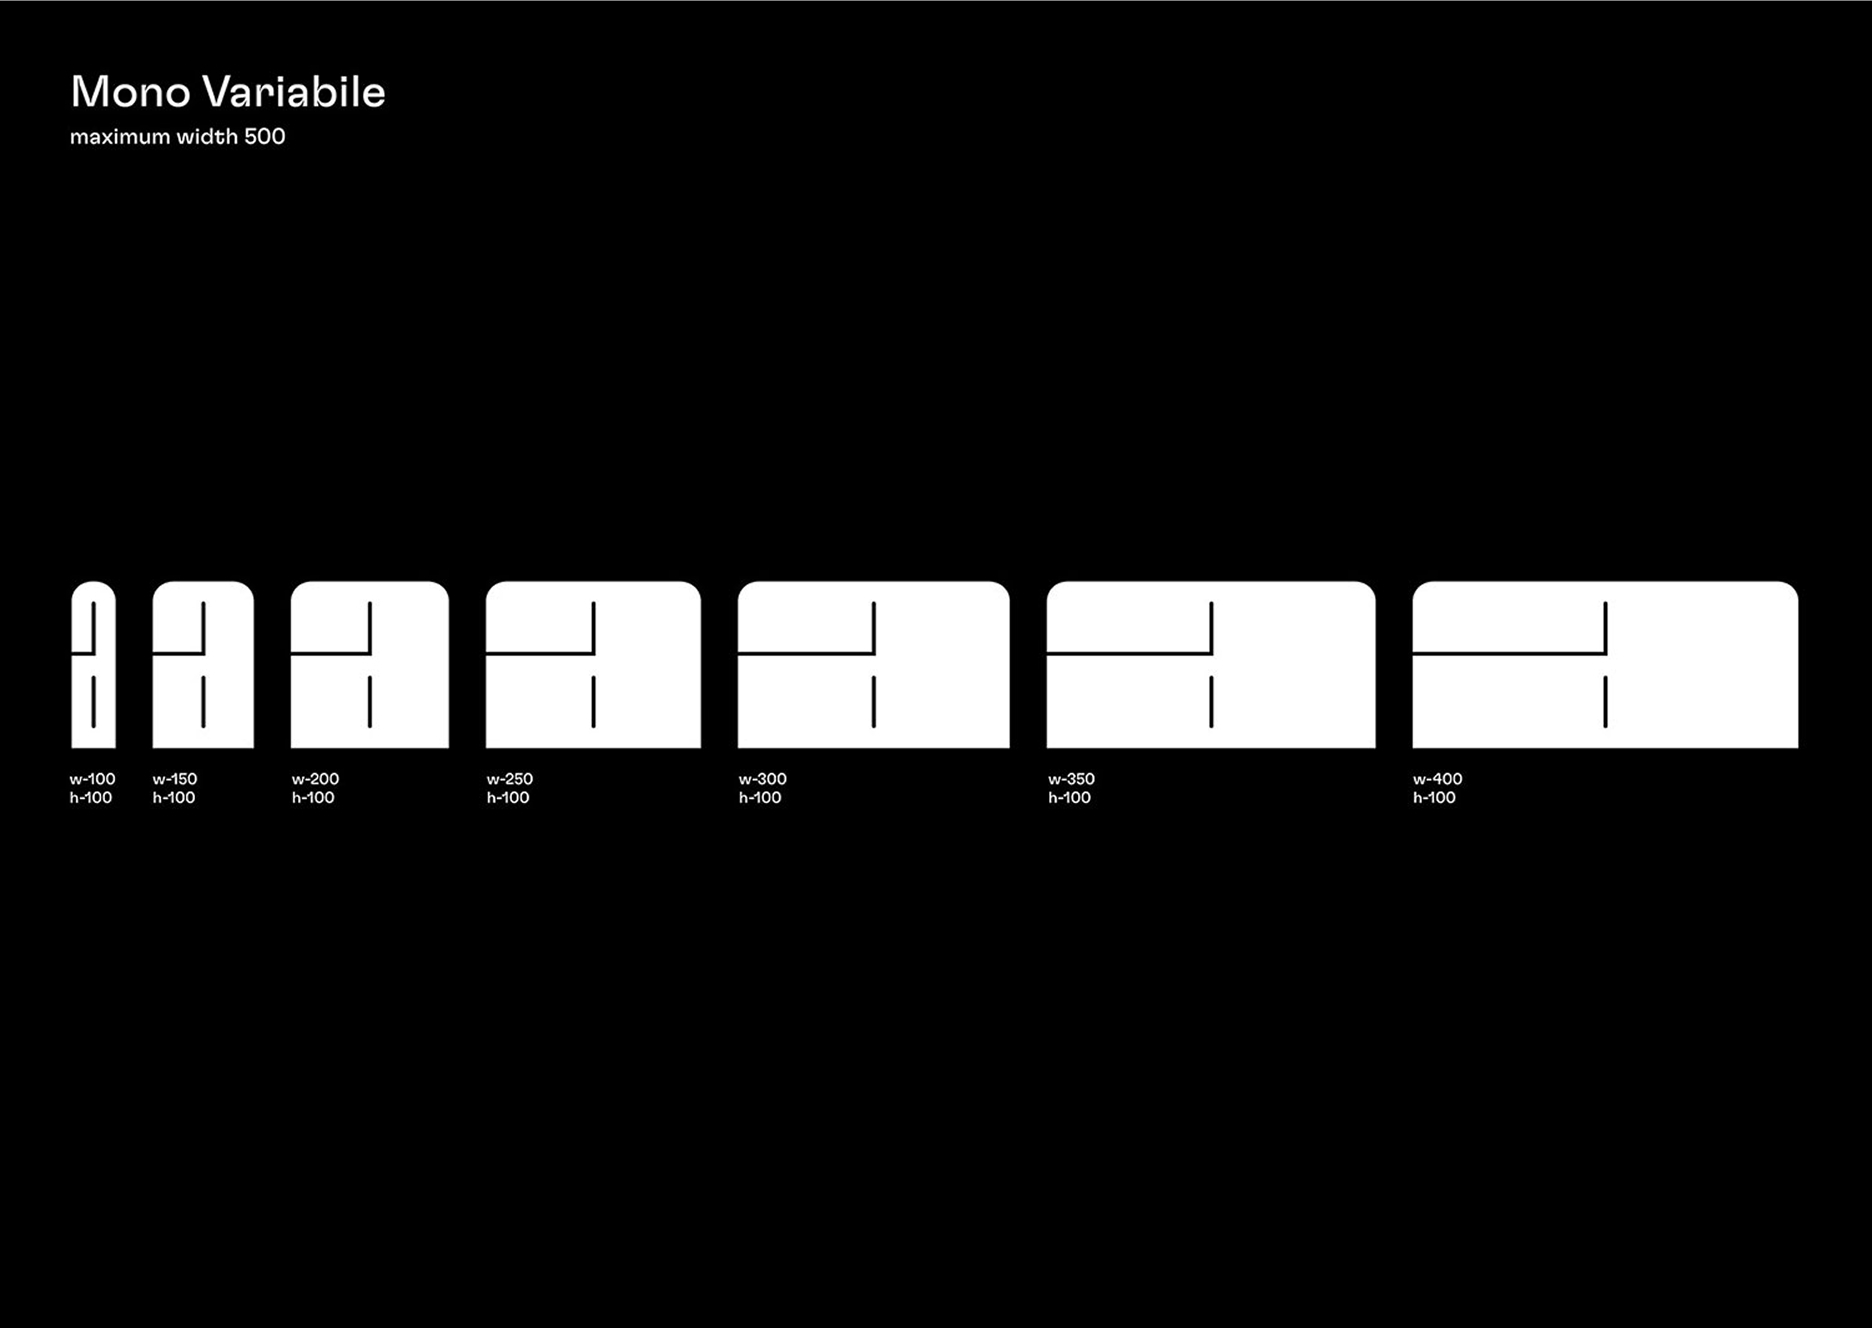 Mono Variabile
maximum width 500
a a a a a a a
w-100 w-150 w-200 w-250 w-300 w-350 w-400
h-100 h-100 h-100 h-100 h-100 h-100 h-100